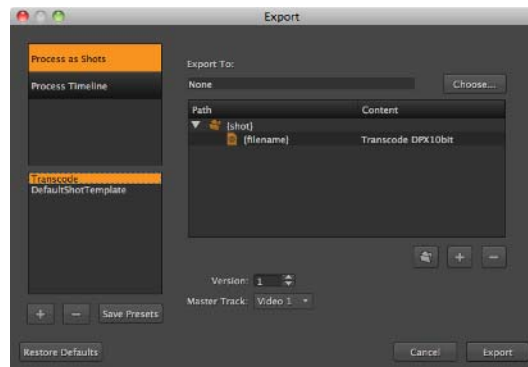 Export
Process as Shots
Process Timeline
Transcode
DefaultShotTemplate
+
-
Save Presets
Restore Defaults
Export To:
None
Choose...
Path Content
{shot}
{filename} Transcode DPX10bit
+
-
Version: 1
Master Track: Video 1
Cancel
Export